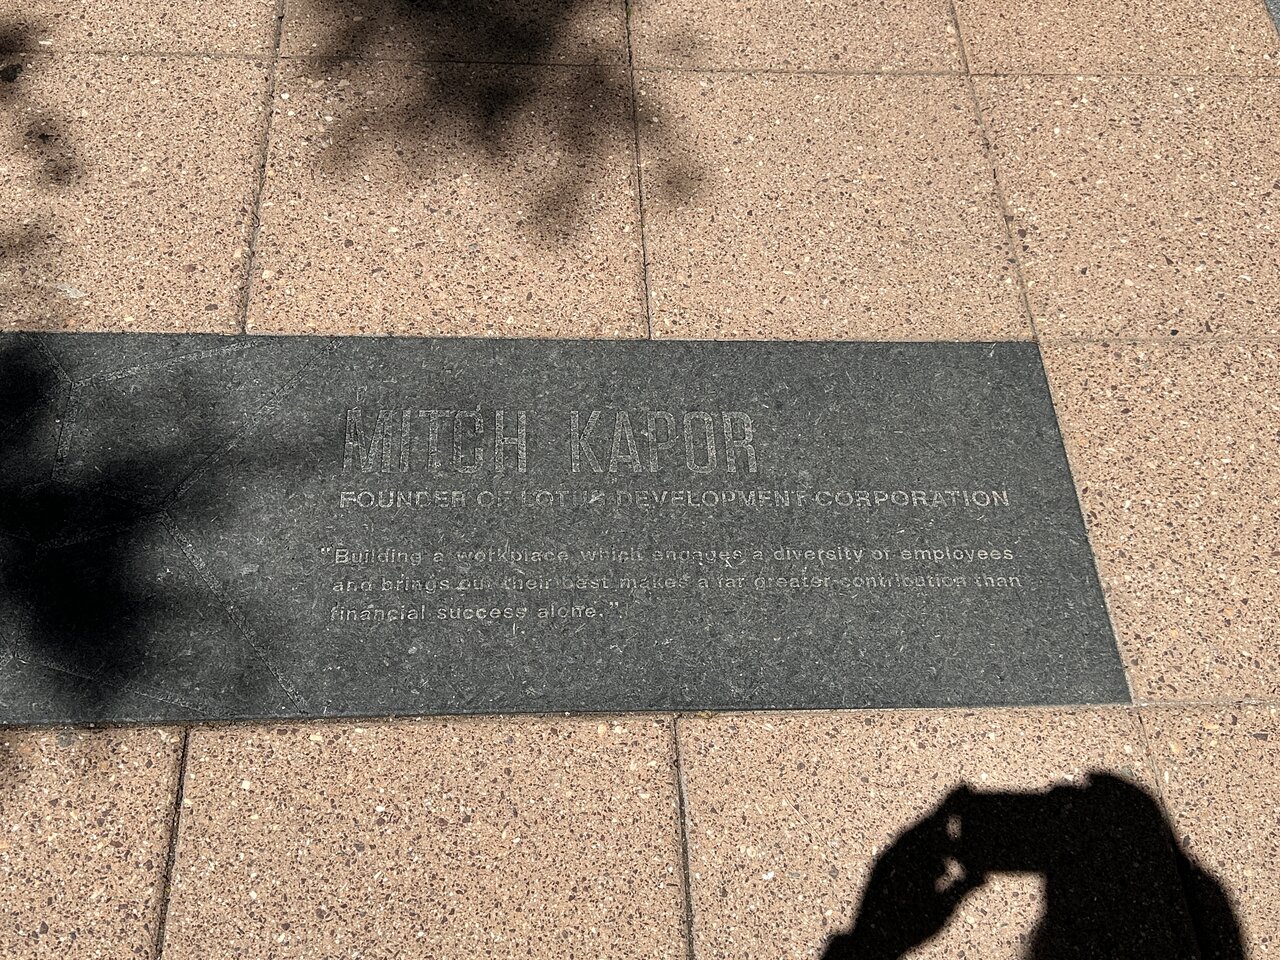 MITCH KAPOR
FOUNDER OF LOTUS DEVELOPMENT CORPORATION
"Building a workplace which engages a diversity of employees
and brings out their best makes a far greater contribution than
financial success alone."